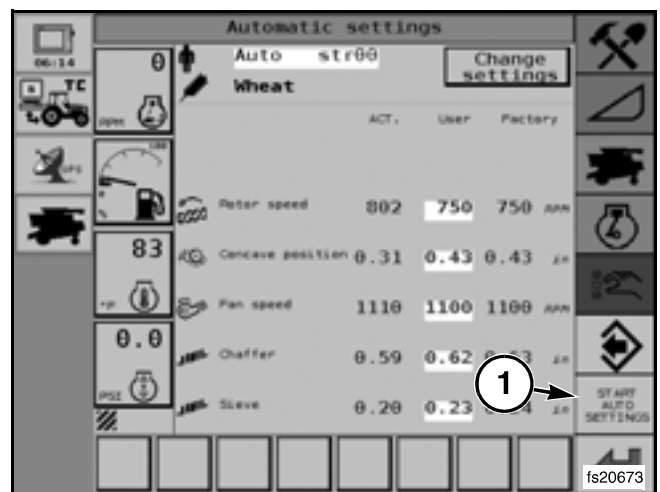 Automatic settings
06:14
TC
GPS
0
RPM
Auto str00
Change
settings
Wheat
ACT. User Factory
100
Rotor speed 802 750 750 RPM
83
°F
Concave position 0.31 0.43 0.43 in
Fan speed 1110 1100 1100 RPM
0.0
PSI
Chaffer 0.59 0.62 in
Sieve 0.20 0.23 in
1
START
AUTO
SETTINGS
fs20673